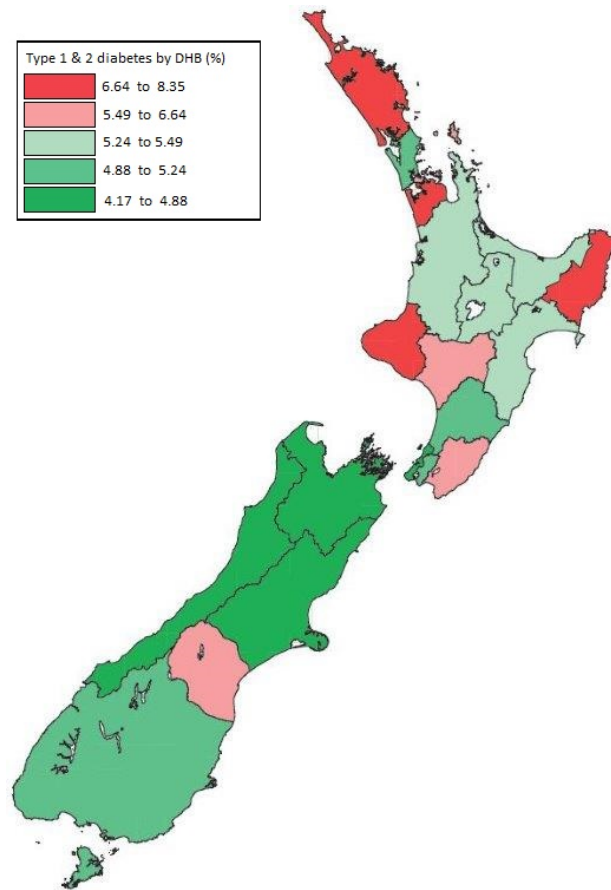 Type 1 & 2 diabetes by DHB (%)
6.64 to 8.35
5.49 to 6.64
5.24 to 5.49
4.88 to 5.24
4.17 to 4.88